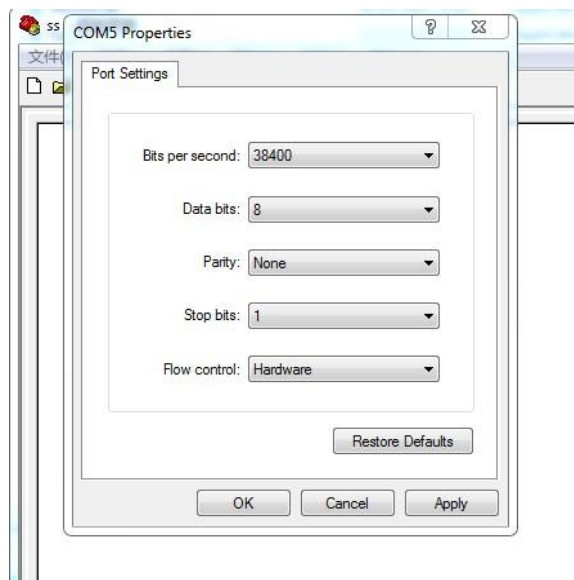 ss
COM5 Properties
文件(
Port Settings
Bits per second: 38400
Data bits: 8
Parity: None
Stop bits: 1
Flow control: Hardware
Restore Defaults
OK Cancel Apply